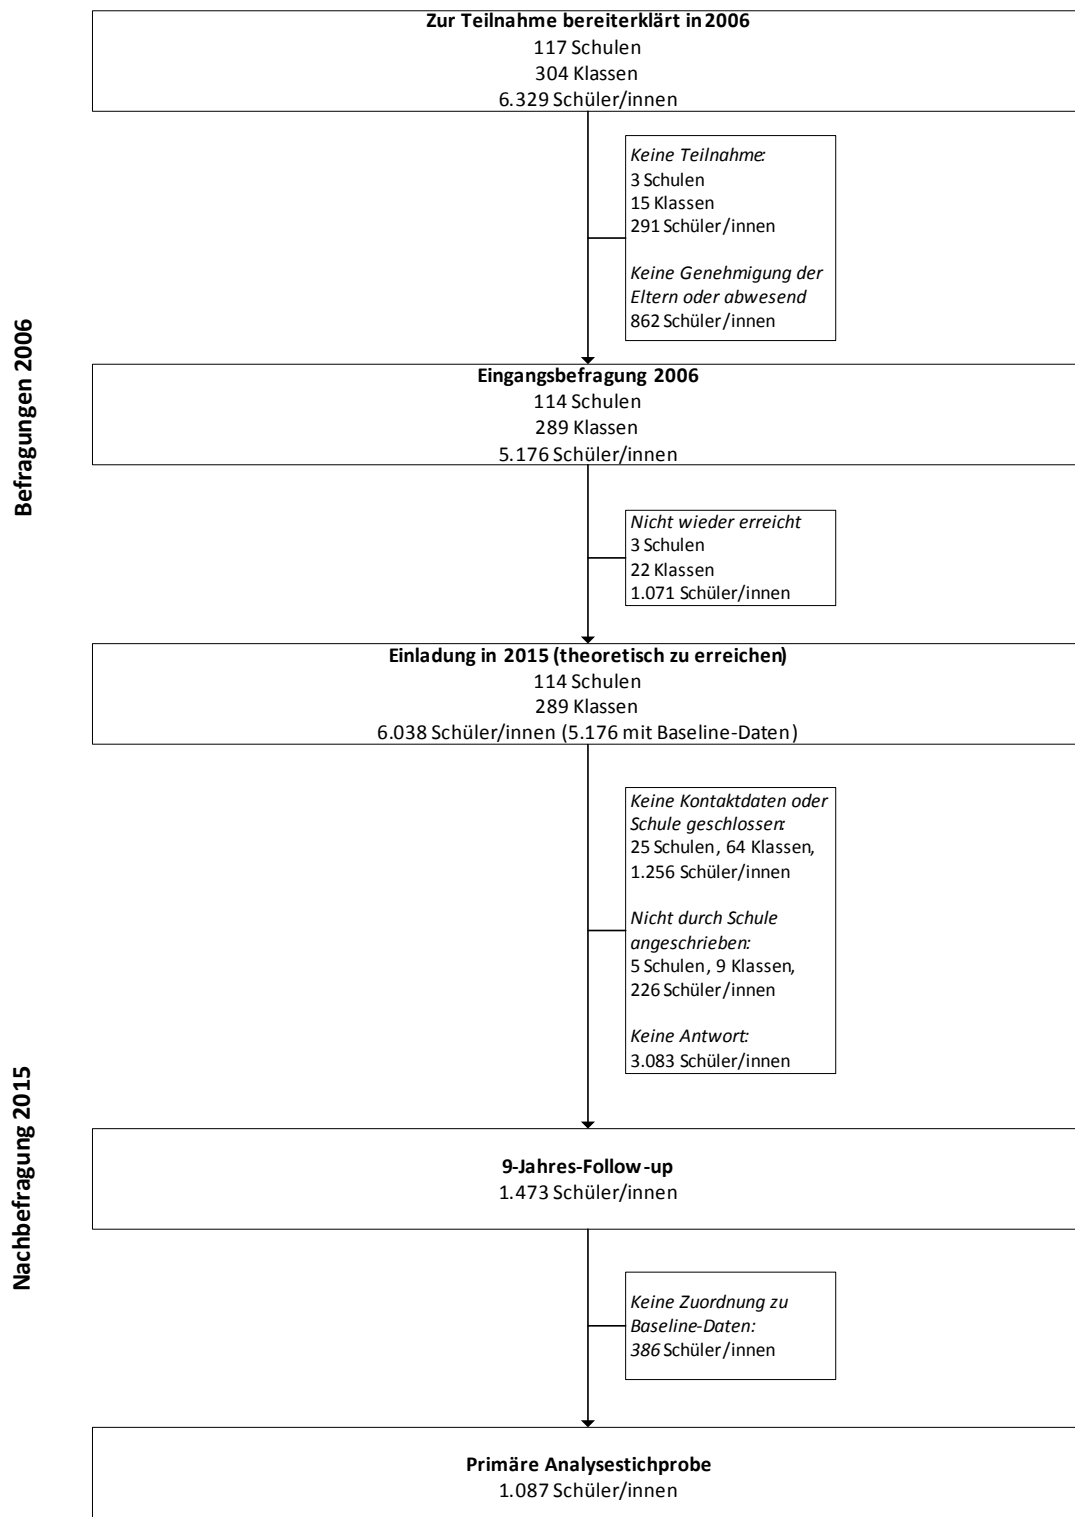 Zur Teilnahme bereiterklärt in 2006
117 Schulen
304 Klassen
6.329 Schüler/innen
Keine Teilnahme:
3 Schulen
15 Klassen
291 Schüler/innen
Keine Genehmigung der
Eltern oder abwesend
862 Schüler/innen
Befragungen 2006
Eingangsbefragung 2006
114 Schulen
289 Klassen
5.176 Schüler/innen
Nicht wieder erreicht
3 Schulen
22 Klassen
1.071 Schüler/innen
Einladung in 2015 (theoretisch zu erreichen)
114 Schulen
289 Klassen
6.038 Schüler/innen (5.176 mit Baseline-Daten)
Keine Kontaktdaten oder
Schule geschlossen:
25 Schulen, 64 Klassen,
1.256 Schüler/innen
Nicht durch Schule
angeschrieben:
5 Schulen, 9 Klassen,
226 Schüler/innen
Keine Antwort:
3.083 Schüler/innen
Nachbefragung 2015
9-Jahres-Follow-up
1.473 Schüler/innen
Keine Zuordnung zu
Baseline-Daten:
386 Schüler/innen
Primäre Analysestichprobe
1.087 Schüler/innen